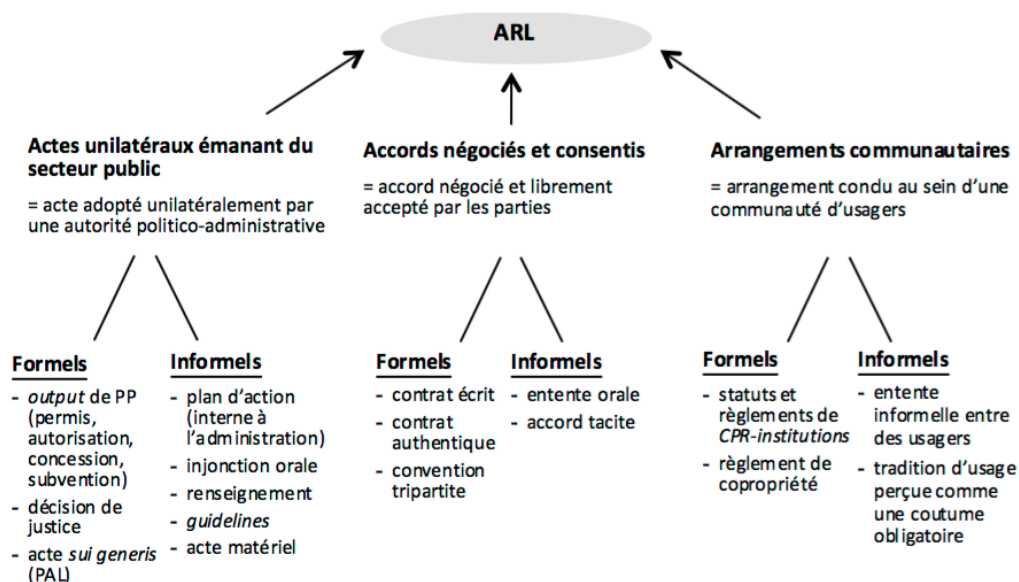 ARL
Actes unilatéraux émanant du
secteur public
= acte adopté unilatéralement par
une autorité politico-administrative
Accords négociés et consentis
= accord négocié et librement
accepté par les parties
Arrangements communautaires
= arrangement conclu au sein d'une
communauté d'usagers
Formels
- output de PP
(permis,
autorisation,
concession,
subvention)
- décision de
justice
- acte sui generis
(PAL)
Informels
- plan d'action
(interne à
l'administration)
- injonction orale
- renseignement
- guidelines
- acte matériel
Formels
- contrat écrit
- contrat
authentique
- convention
tripartite
Informels
- entente orale
- accord tacite
Formels
- statuts et
règlements de
CPR-institutions
- règlement de
copropriété
Informels
- entente
informelle entre
des usagers
- tradition d'usage
perçue comme
une coutume
obligatoire